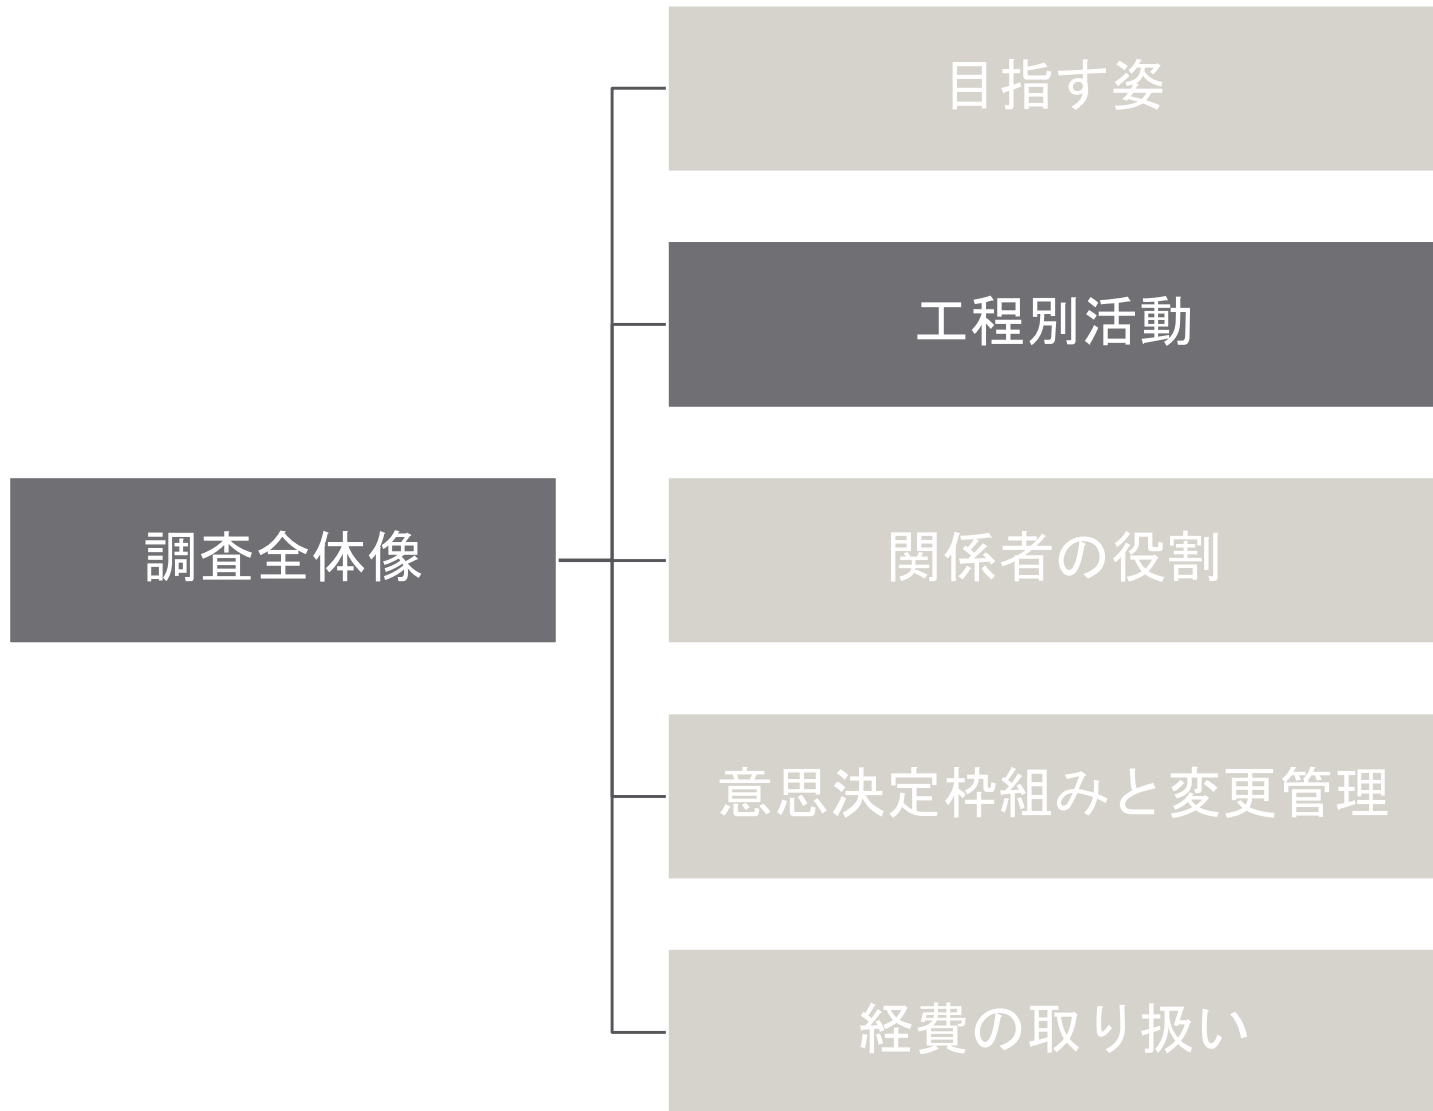 目指す姿
工程別活動
調査全体像
関係者の役割
意思決定枠組みと変更管理
経費の取り扱い